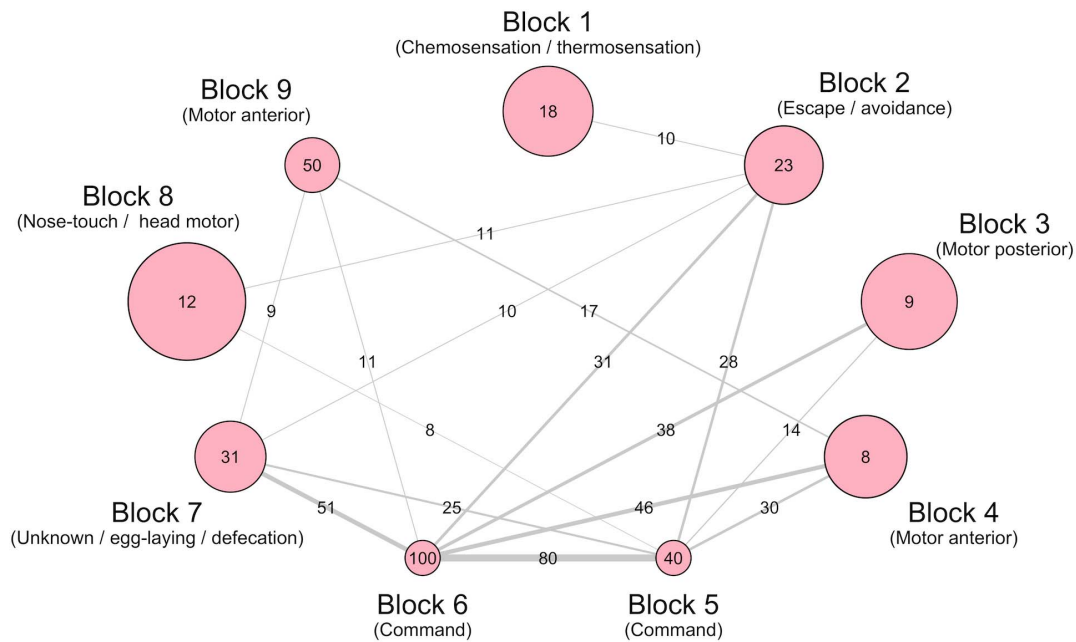 Block 1
(Chemosensation / thermosensation)
18
10
Block 2
(Escape / avoidance)
23
Block 9
(Motor anterior)
50
Block 8
(Nose-touch /  head motor)
12
11
Block 3
(Motor posterior)
9
9
10
17
11
31
28
8
38
14
31
8
Block 7
(Unknown / egg-laying / defecation)
51
25
46
30
Block 4
(Motor anterior)
100
80
40
Block 6
(Command)
Block 5
(Command)